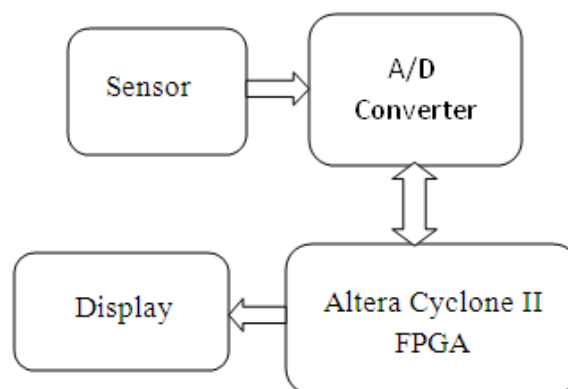 Sensor
A/D
Converter
Display
Altera Cyclone II
FPGA